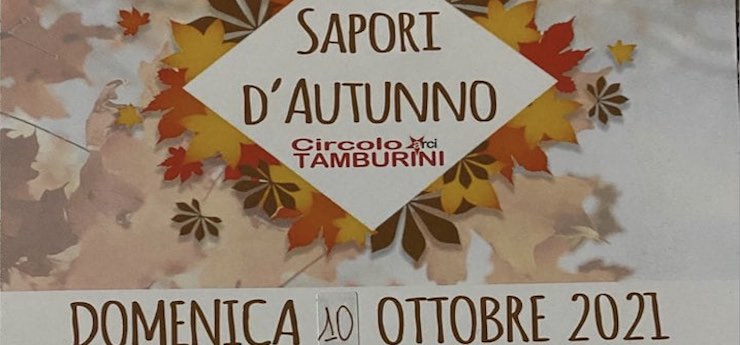 SAPORI
D'AUTUNNO
Circolo arci
TAMBURINI
DOMENICA 10 OTTOBRE 2021